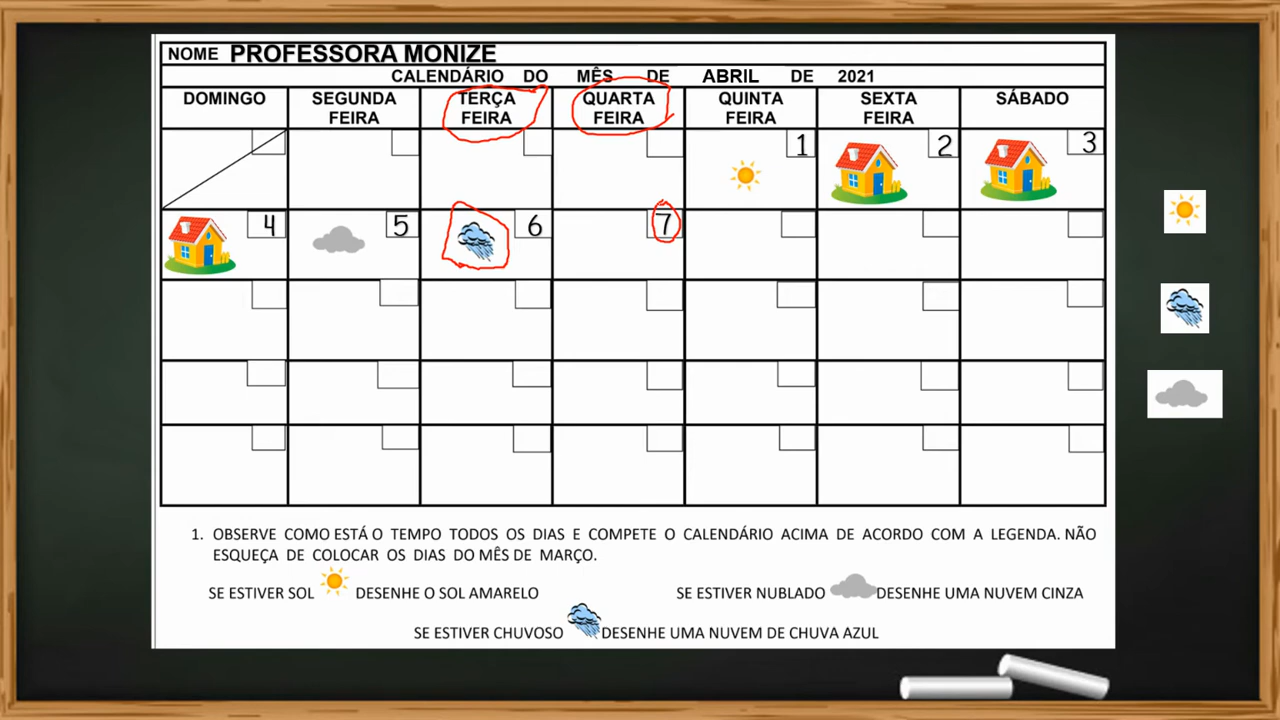 NOME PROFESSORA MONIZE
CALENDÁRIO DO MÊS DE ABRIL DE 2021
DOMINGO SEGUNDA FEIRA TERÇA FEIRA QUARTA FEIRA QUINTA FEIRA SEXTA FEIRA SÁBADO
1 2 3
4 5 6 7
1. OBSERVE COMO ESTÁ O TEMPO TODOS OS DIAS E COMPETE O CALENDÁRIO ACIMA DE ACORDO COM A LEGENDA. NÃO
ESQUEÇA DE COLOCAR OS DIAS DO MÊS DE MARÇO.
SE ESTIVER SOL DESENHE O SOL AMARELO SE ESTIVER NUBLADO DESENHE UMA NUVEM CINZA
SE ESTIVER CHUVOSO DESENHE UMA NUVEM DE CHUVA AZUL